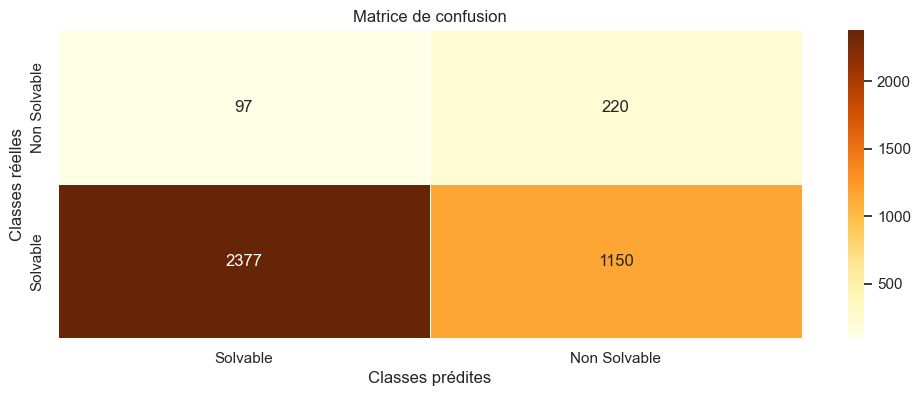 Matrice de confusion
Classes réelles
Non Solvable
97
220
Solvable
2377
1150
Solvable
Non Solvable
Classes prédites
2000
1500
1000
500